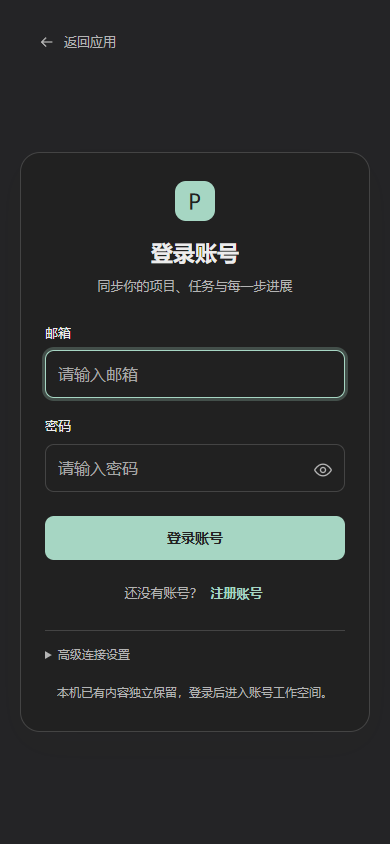 返回应用
P
登录账号
同步你的项目、任务与每一步进展
邮箱
请输入邮箱
密码
请输入密码
登录账号
还没有账号？ 注册账号
高级连接设置
本机已有内容独立保留，登录后进入账号工作空间。